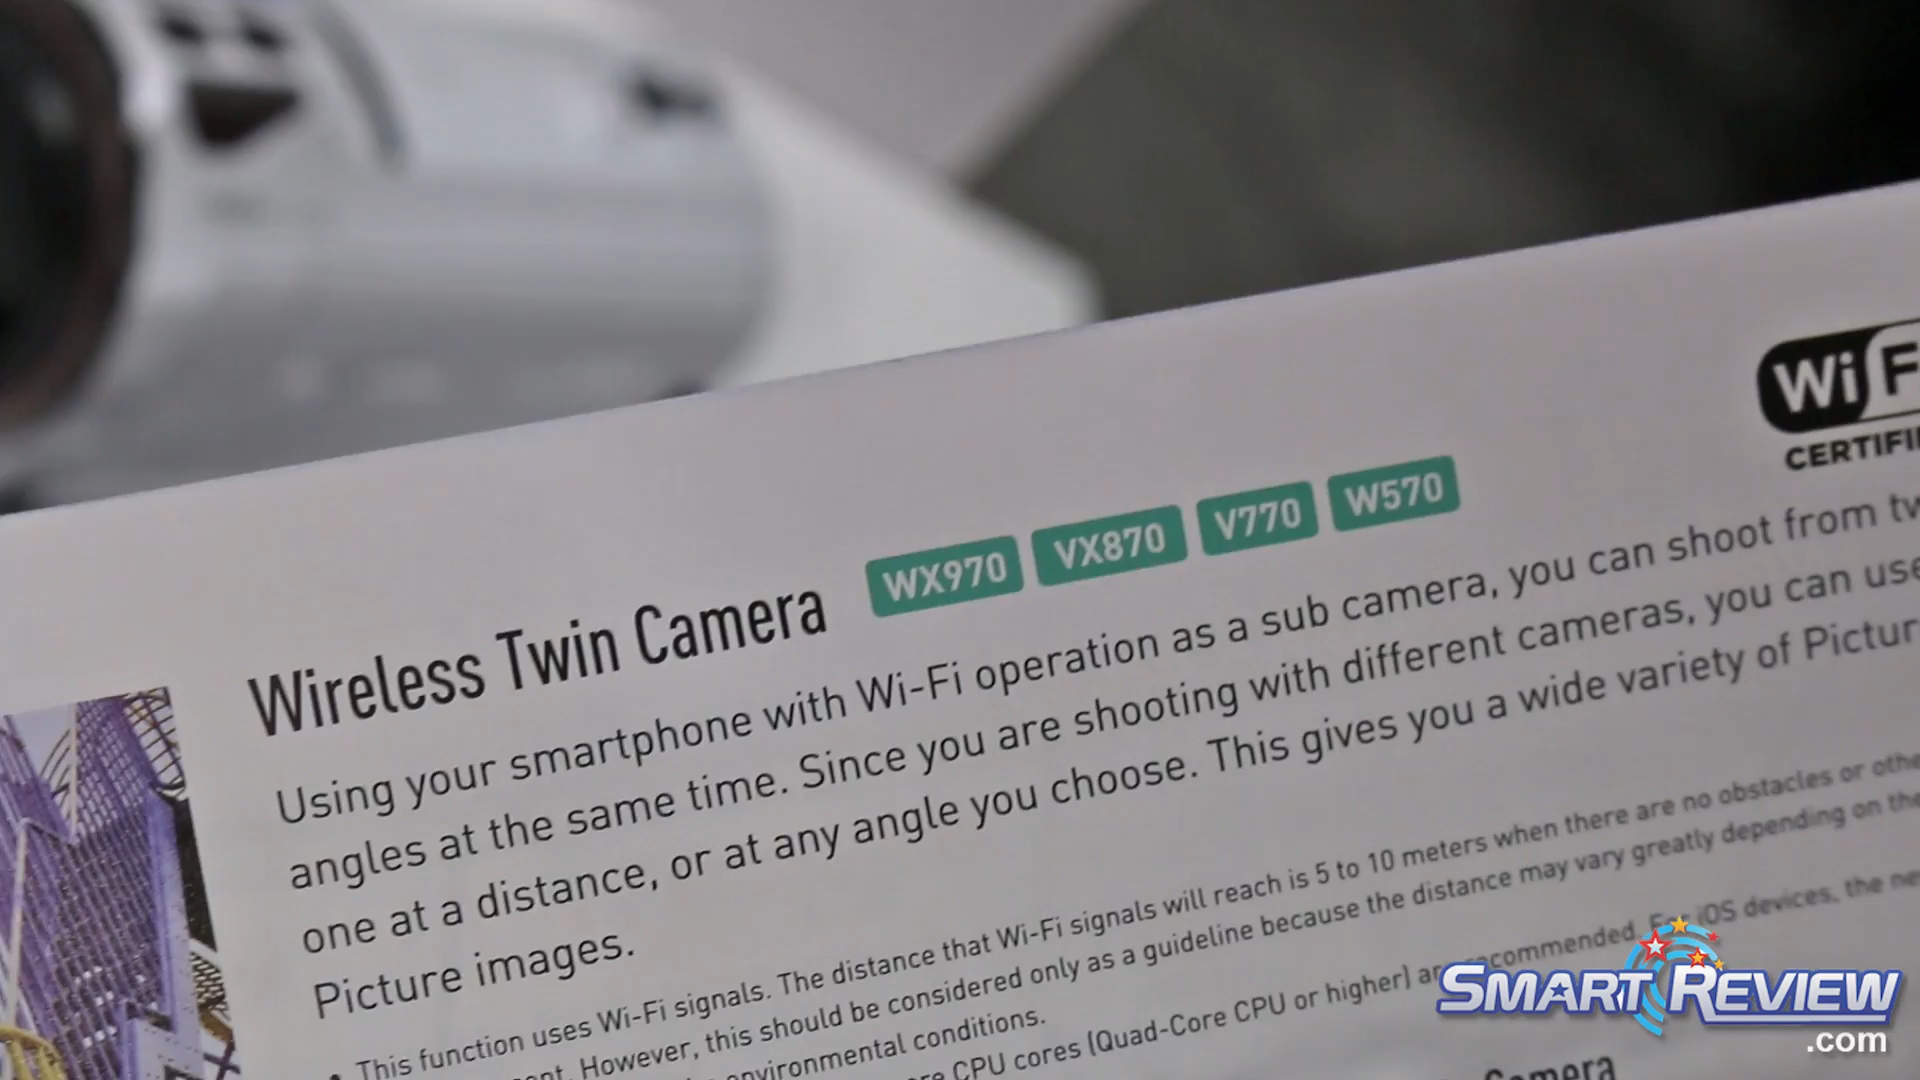 Wi Fi
CERTIFI
Wireless Twin Camera WX970 VX870 V770 W570
Using your smartphone with Wi-Fi operation as a sub camera, you can shoot from tw
angles at the same time. Since you are shooting with different cameras, you can use
one at a distance, or at any angle you choose. This gives you a wide variety of Pictur
Picture images.
• This function uses Wi-Fi signals. The distance that Wi-Fi signals will reach is 5 to 10 meters when there are no obstacles or othe
nt. However, this should be considered only as a guideline because the distance may vary greatly depending on the
environmental conditions.
re CPU cores (Quad-Core CPU or higher) are recommended. For iOS devices, the ne
Camera
SMART REVIEW
.com